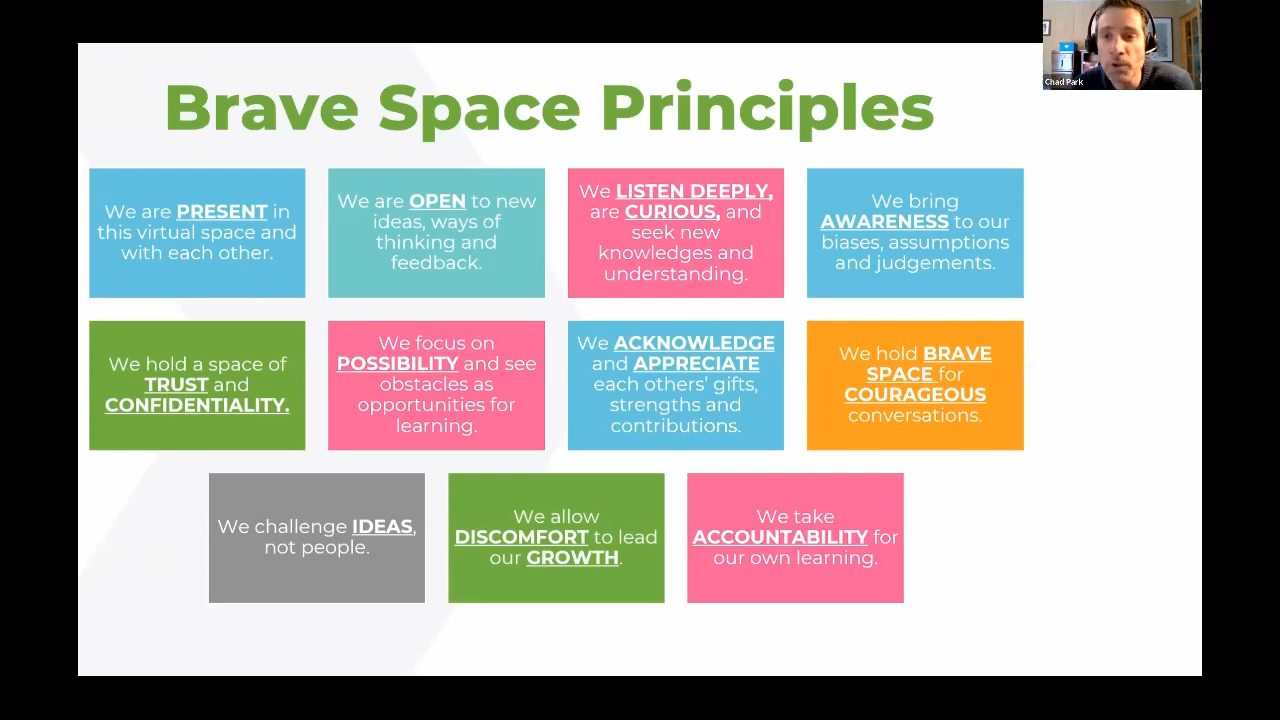 Chad Park
Brave Space Principles
We are PRESENT in
this virtual space and
with each other.
We are OPEN to new
ideas, ways of
thinking and
feedback.
We LISTEN DEEPLY,
are CURIOUS, and
seek new
knowledges and
understanding.
We bring
AWARENESS to our
biases, assumptions
and judgements.
We hold a space of
TRUST and
CONFIDENTIALITY.
We focus on
POSSIBILITY and see
obstacles as
opportunities for
learning.
We ACKNOWLEDGE
and APPRECIATE
each others’ gifts,
strengths and
contributions.
We hold BRAVE
SPACE for
COURAGEOUS
conversations.
We challenge IDEAS,
not people.
We allow
DISCOMFORT to lead
our GROWTH.
We take
ACCOUNTABILITY for
our own learning.